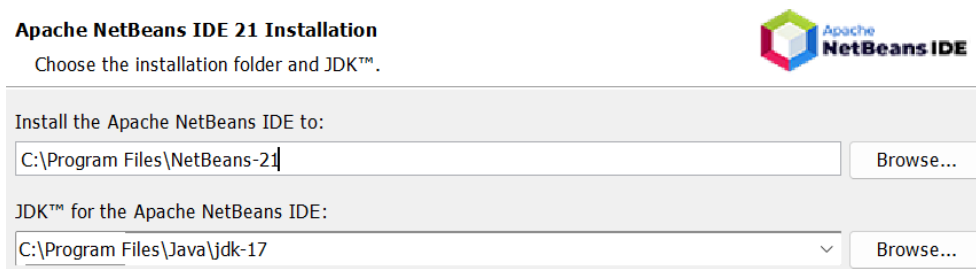 Apache NetBeans IDE 21 Installation
Choose the installation folder and JDK™.
Apache
NetBeans IDE
Install the Apache NetBeans IDE to:
C:\Program Files\NetBeans-21
Browse...
JDK™ for the Apache NetBeans IDE:
C:\Program Files\Java\jdk-17
Browse...